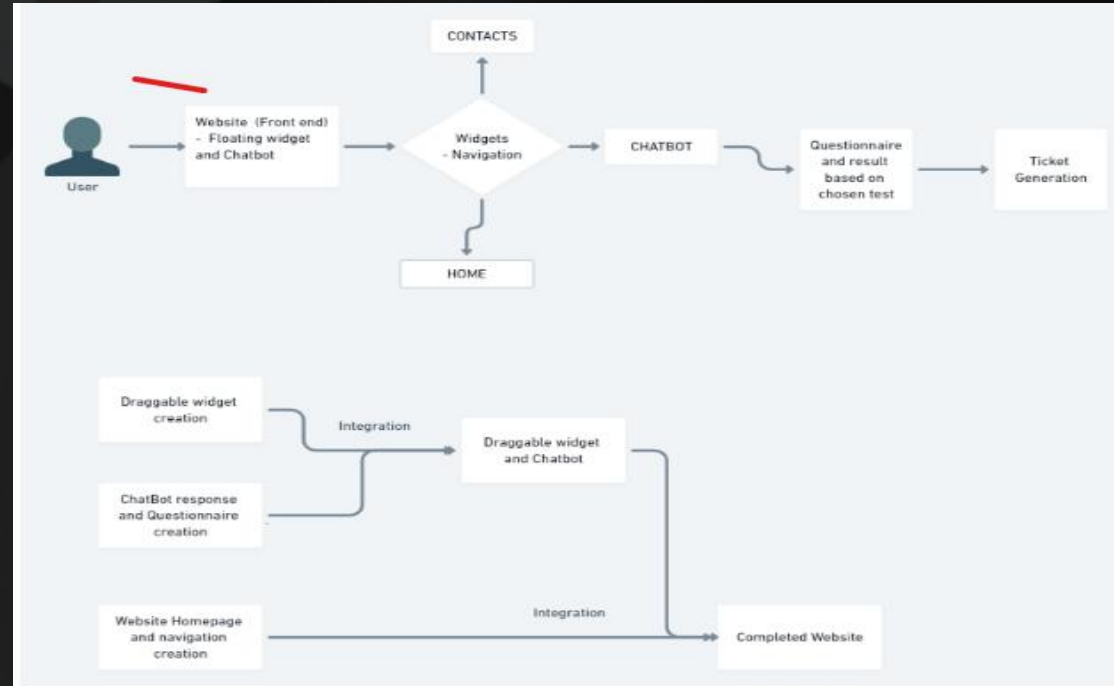 CONTACTS
Website (Front end)
- Floating widget
and Chatbot
User
Widgets
- Navigation
CHATBOT
Questionnaire
and result
based on
chosen test
Ticket
Generation
HOME
Draggable widget
creation
Integration
Draggable widget
and Chatbot
ChatBot response
and Questionnaire
creation
Website Homepage
and navigation
creation
Integration
Completed Website